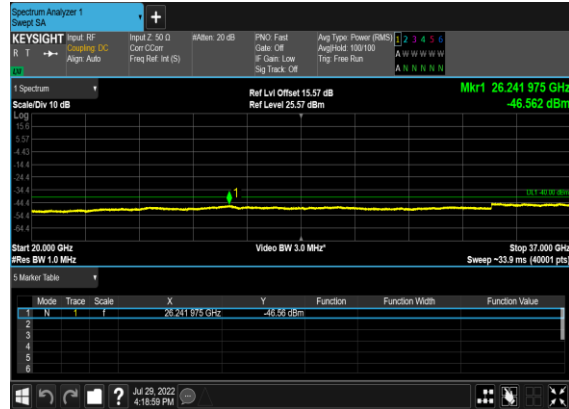 Spectrum Analyzer 1
Swept SA
+
KEYSIGHT Input: RF Input Z: 50 Ω #Atten: 20 dB PNO: Fast Avg Type: Power (RMS) 1 2 3 4 5 6
R T Coupling: DC Corr CCorr Gate: Off Avg|Hold: 100/100 A W W W W W
Align: Auto Freq Ref: Int (S) IF Gain: Low Trig: Free Run
Sig Track: Off A N N N N N
1 Spectrum Ref Lvl Offset 15.57 dB Mkr1 26.241 975 GHz
Scale/Div 10 dB Ref Level 25.57 dBm -46.562 dBm
Log
15.6
5.57
-4.43
-14.4
-24.4
-34.4 DL1 -40.00 dBm
1
-44.4
-54.4
-64.4
Start 20.000 GHz Video BW 3.0 MHz* Stop 37.000 GHz
#Res BW 1.0 MHz Sweep ~33.9 ms (40001 pts)
5 Marker Table
Mode Trace Scale X Y Function Function Width Function Value
1 N 1 f 26.241 975 GHz -46.56 dBm
2
3
4
5
6
? Jul 29, 2022
4:18:59 PM